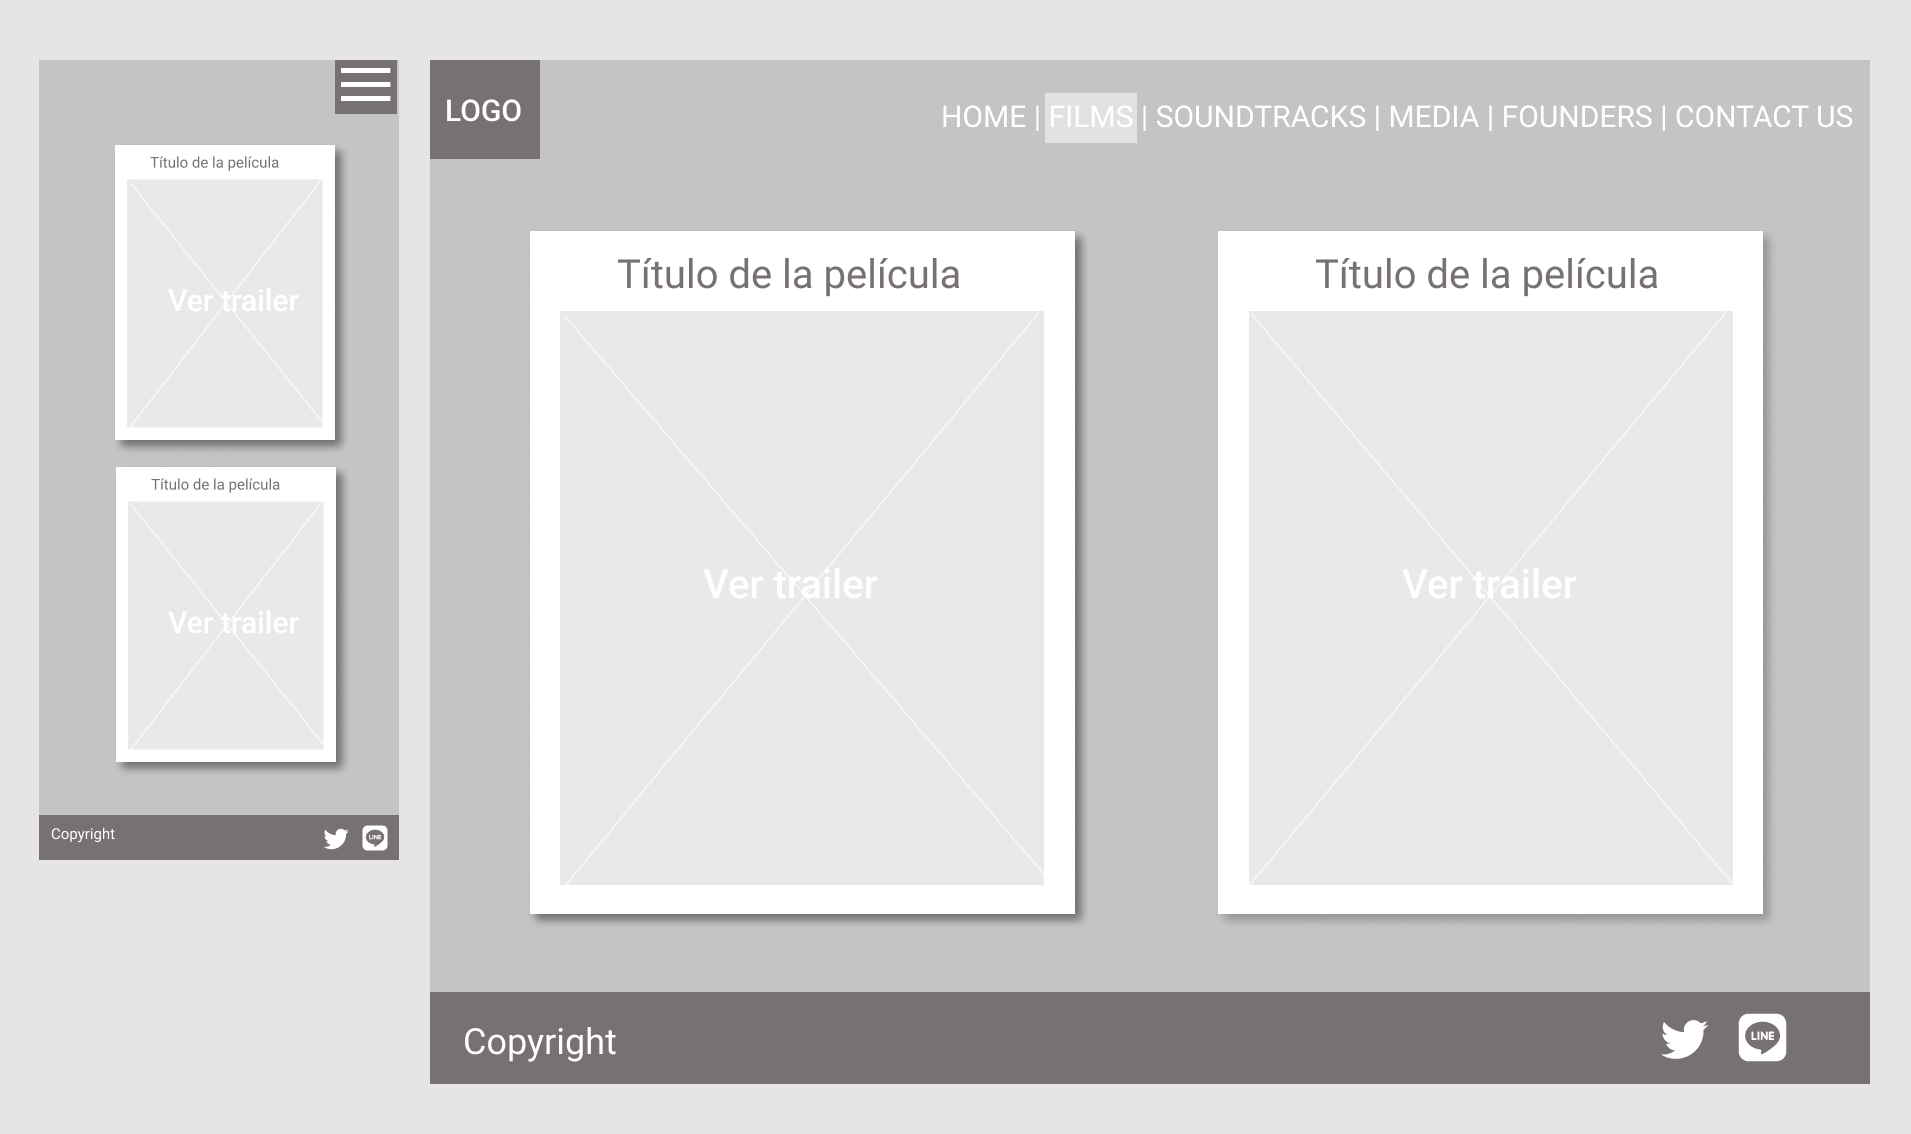 Título de la película
Ver trailer
Título de la película
Ver trailer
Copyright
LINE
LOGO
HOME | FILMS | SOUNDTRACKS | MEDIA | FOUNDERS | CONTACT US
Título de la película
Título de la película
Ver trailer
Ver trailer
Copyright
LINE